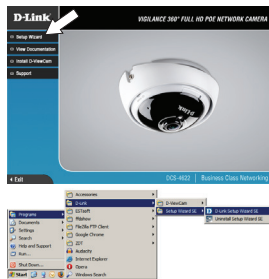 D-Link
VIGILANCE 360° FULL HD POE NETWORK CAMERA
Setup Wizard
View Documentation
Install D-ViewCam
Support
Exit
DCS-4622
Business Class Networking
Accessories
D-Link
D-ViewCam
Setup Wizard SE
D-Link Setup Wizard SE
Uninstall Setup Wizard SE
FileZilla FTP Client
Google Chrome
Audacity
Internet Explorer
Opera
Windows Search
Programs
Documents
Settings
Search
Help and Support
Run...
Shut Down...
Start